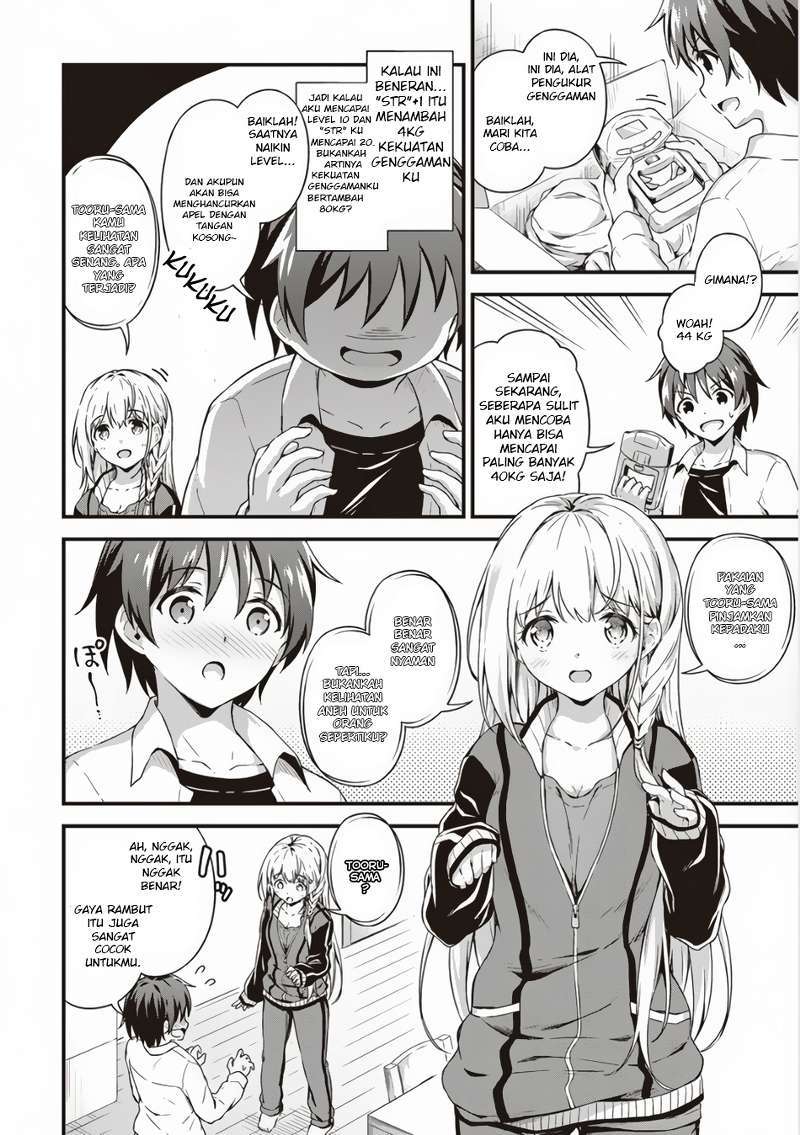 INI DIA,
INI DIA, ALAT
PENGUKUR
GENGGAMAN
BAIKLAH,
MARI KITA
COBA...
GIMANA!?
WOAH!
44 KG
SAMPAI
SEKARANG,
SEBERAPA SULIT
AKU MENCOBA
HANYA BISA
MENCAPAI
PALING BANYAK
40KG SAJA!
KALAU INI
BENERAN...
"STR"+1 ITU
MENAMBAH
4KG
KEKUATAN
GENGGAMAN
KU
JADI KALAU
AKU MENCAPAI
LEVEL 10 DAN
"STR" KU
MENCAPAI 20.
BUKANKAH
ARTINYA
KEKUATAN
GENGGAMANKU
BERTAMBAH
80KG?
BAIKLAH!
SAATNYA
NAIKIN
LEVEL...
DAN AKUPUN
AKAN BISA
MENGHANCURKAN
APEL DENGAN
TANGAN
KOSONG~
KUKUKU
TOORU-SAMA
KAMU
KELIHATAN
SANGAT
SENANG. APA
YANG
TERJADI?
PAKAIAN
YANG
TOORU-SAMA
PINJAMKAN
KEPADAKU
...
BENAR
BENAR
SANGAT
NYAMAN
TAPI...
BUKANKAH
KELIHATAN
ANEH UNTUK
ORANG
SEPERTIKU?
ぽ～
TOORU-
SAMA
?
AH, NGGAK,
NGGAK, ITU
NGGAK
BENAR!
GAYA RAMBUT
ITU JUGA
SANGAT
COCOK
UNTUKMU.